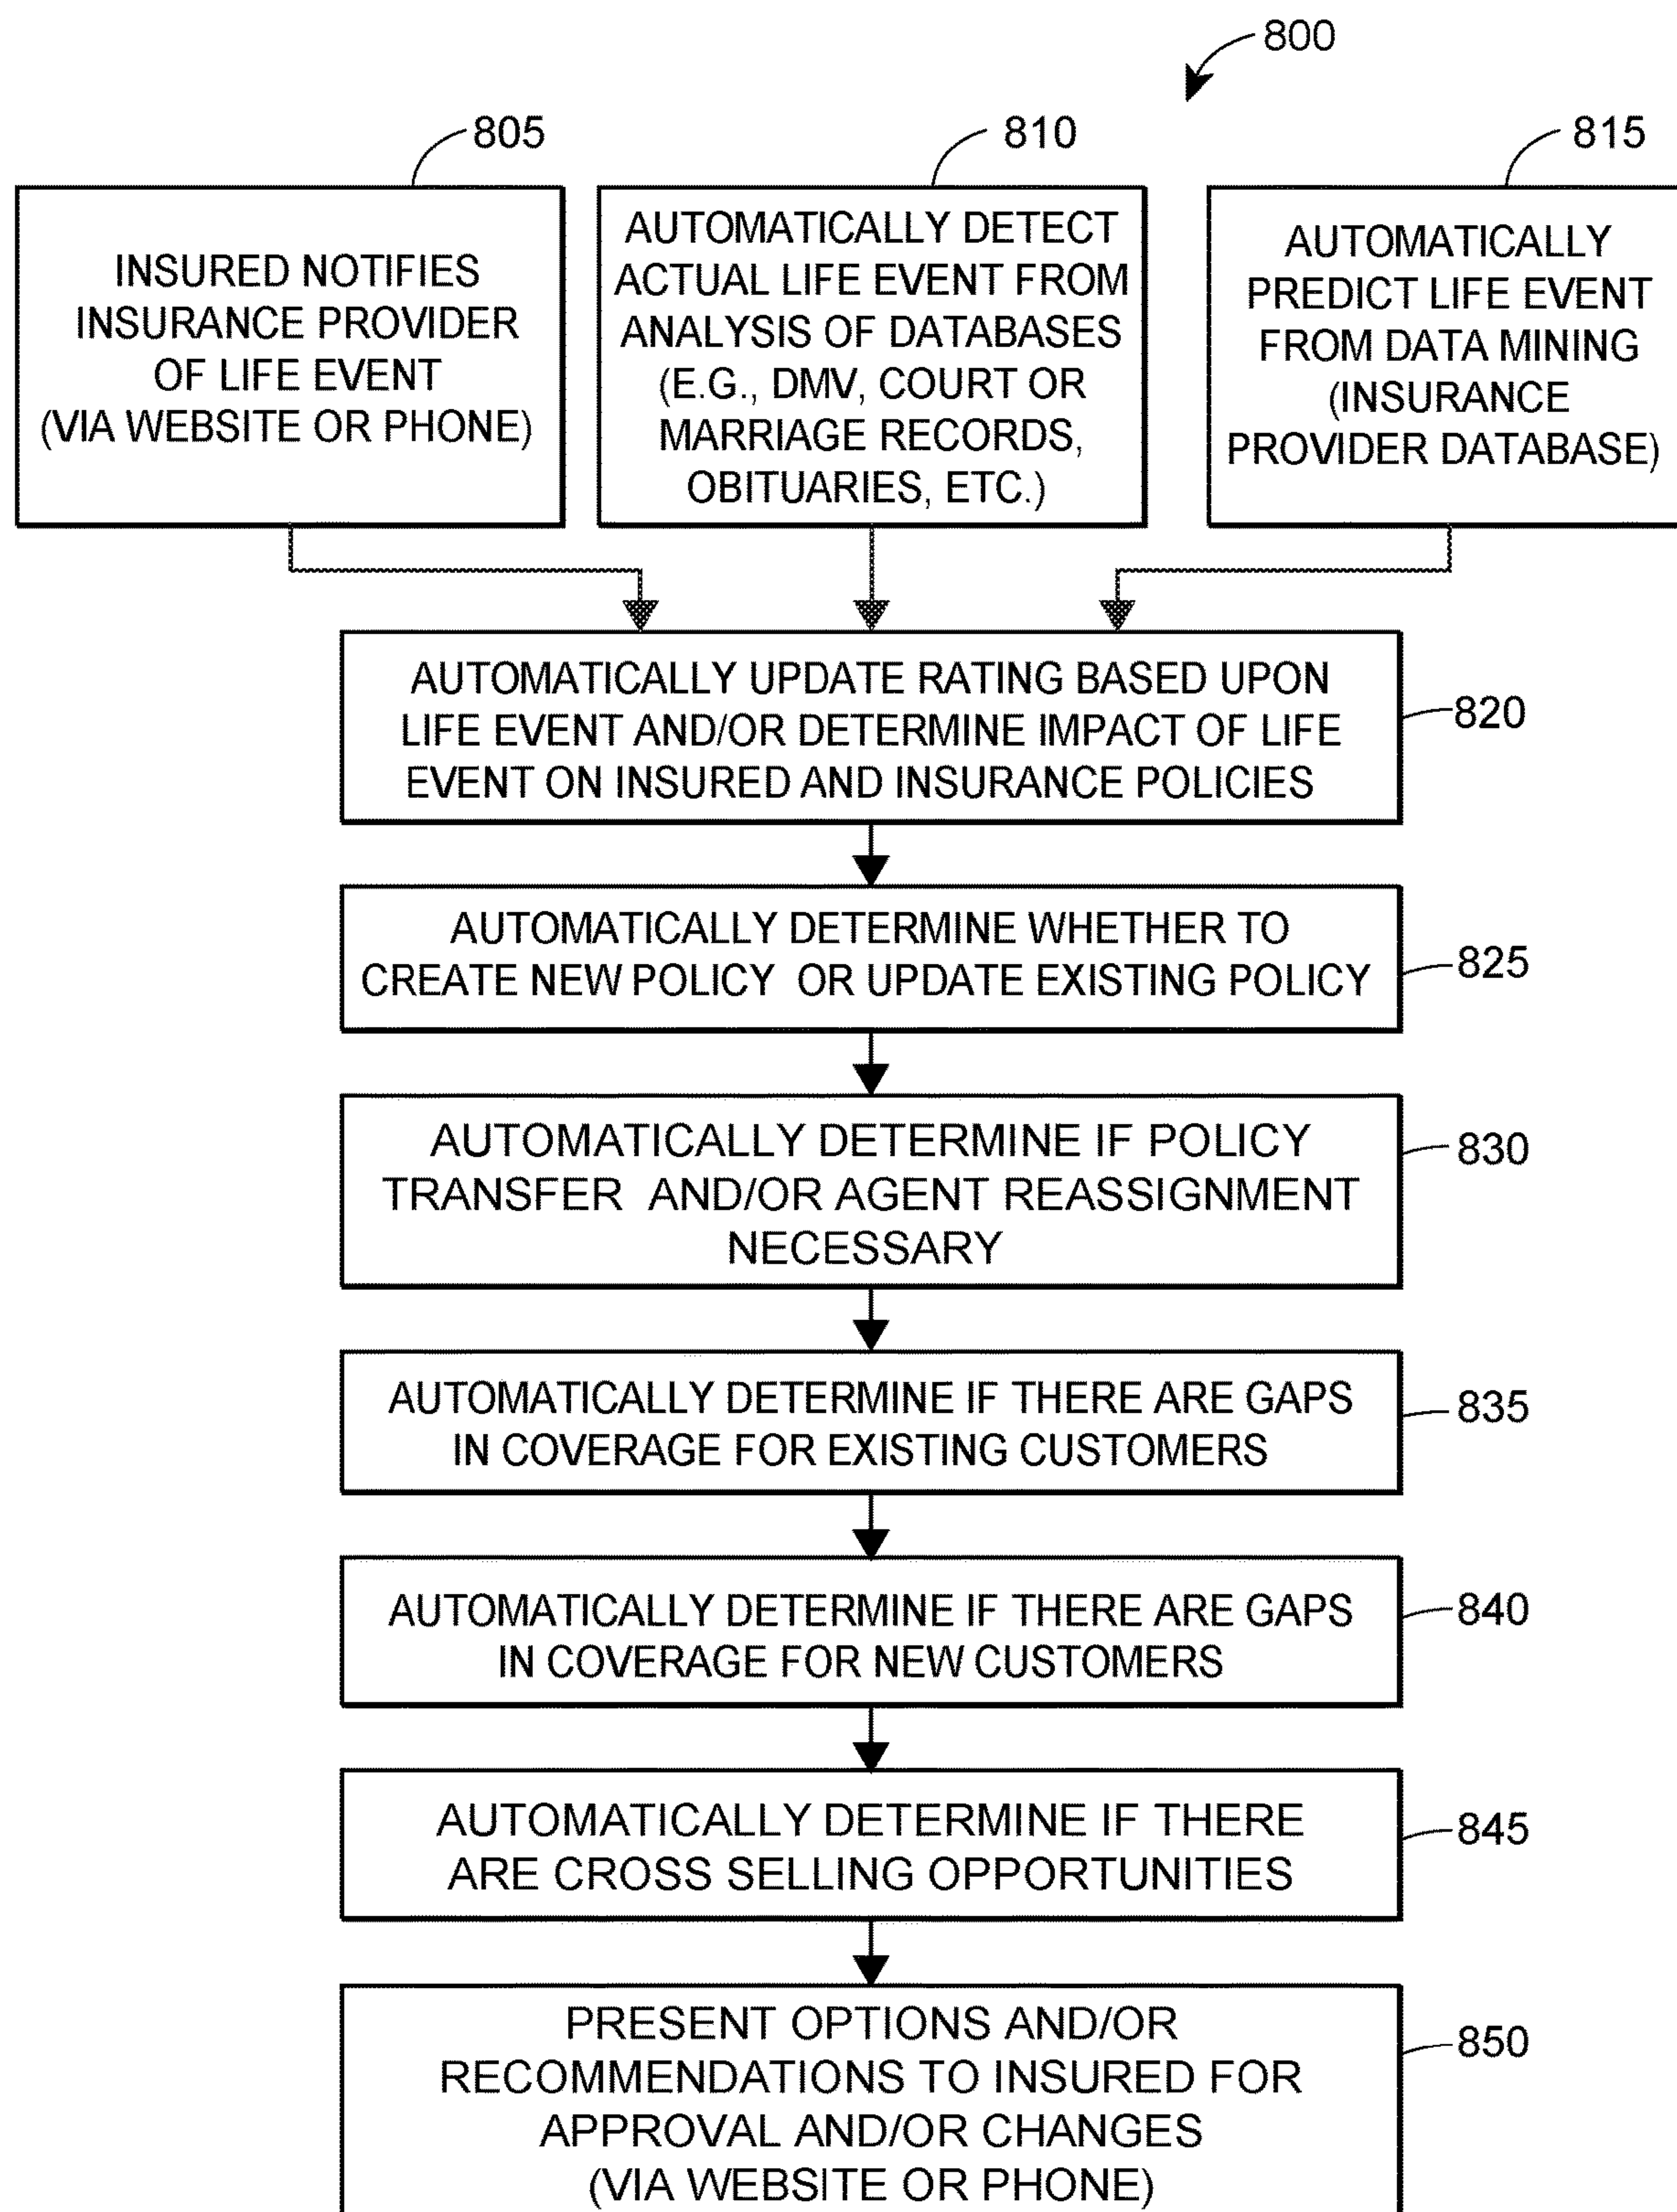 800
805
810
815
INSURED NOTIFIES
INSURANCE PROVIDER
OF LIFE EVENT
(VIA WEBSITE OR PHONE)
AUTOMATICALLY DETECT
ACTUAL LIFE EVENT FROM
ANALYSIS OF DATABASES
(E.G., DMV, COURT OR
MARRIAGE RECORDS,
OBITUARIES, ETC.)
AUTOMATICALLY
PREDICT LIFE EVENT
FROM DATA MINING
(INSURANCE
PROVIDER DATABASE)
AUTOMATICALLY UPDATE RATING BASED UPON
LIFE EVENT AND/OR DETERMINE IMPACT OF LIFE
EVENT ON INSURED AND INSURANCE POLICIES
820
AUTOMATICALLY DETERMINE WHETHER TO
CREATE NEW POLICY OR UPDATE EXISTING POLICY
825
AUTOMATICALLY DETERMINE IF POLICY
TRANSFER AND/OR AGENT REASSIGNMENT
NECESSARY
830
AUTOMATICALLY DETERMINE IF THERE ARE GAPS
IN COVERAGE FOR EXISTING CUSTOMERS
835
AUTOMATICALLY DETERMINE IF THERE ARE GAPS
IN COVERAGE FOR NEW CUSTOMERS
840
AUTOMATICALLY DETERMINE IF THERE
ARE CROSS SELLING OPPORTUNITIES
845
PRESENT OPTIONS AND/OR
RECOMMENDATIONS TO INSURED FOR
APPROVAL AND/OR CHANGES
(VIA WEBSITE OR PHONE)
850